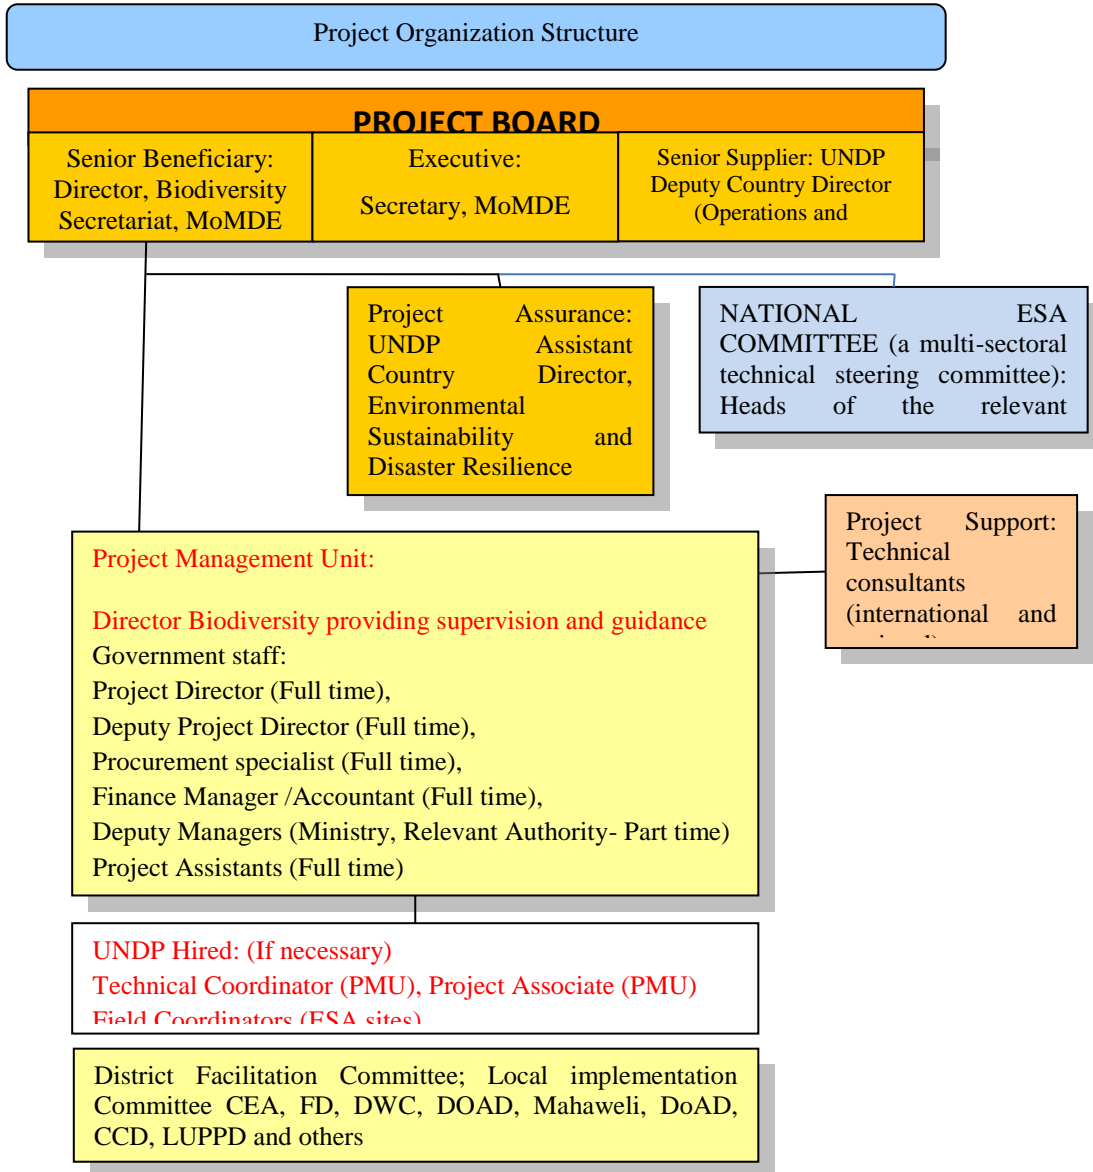 Project Organization Structure
PROJECT BOARD
Senior Beneficiary:
Director, Biodiversity
Secretariat, MoMDE
Executive:
Secretary, MoMDE
Senior Supplier: UNDP
Deputy Country Director
(Operations and
Project Assurance:
UNDP Assistant
Country Director,
Environmental
Sustainability and
Disaster Resilience
NATIONAL ESA
COMMITTEE (a multi-sectoral
technical steering committee):
Heads of the relevant
Project Support:
Technical
consultants
(international and
Project Management Unit:
Director Biodiversity providing supervision and guidance
Government staff:
Project Director (Full time),
Deputy Project Director (Full time),
Procurement specialist (Full time),
Finance Manager /Accountant (Full time),
Deputy Managers (Ministry, Relevant Authority- Part time)
Project Assistants (Full time)
UNDP Hired: (If necessary)
Technical Coordinator (PMU), Project Associate (PMU)
Field Coordinators (ESA sites)
District Facilitation Committee; Local implementation
Committee CEA, FD, DWC, DOAD, Mahaweli, DoAD,
CCD, LUPPD and others